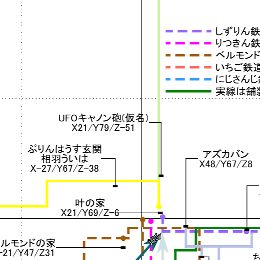 しずりん鉄
りつきん鉄
ベルモンド
いちご鉄道
にじさんじ
実線は舗装
UFOキャノン砲(仮名)
X21/Y79/Z-51
ぷりんはうす玄関
相羽ういは
X-27/Y67/Z-38
アズカバン
X48/Y67/Z8
叶の家
X21/Y69/Z-6
ルモンドの家
-21/Y47/Z31